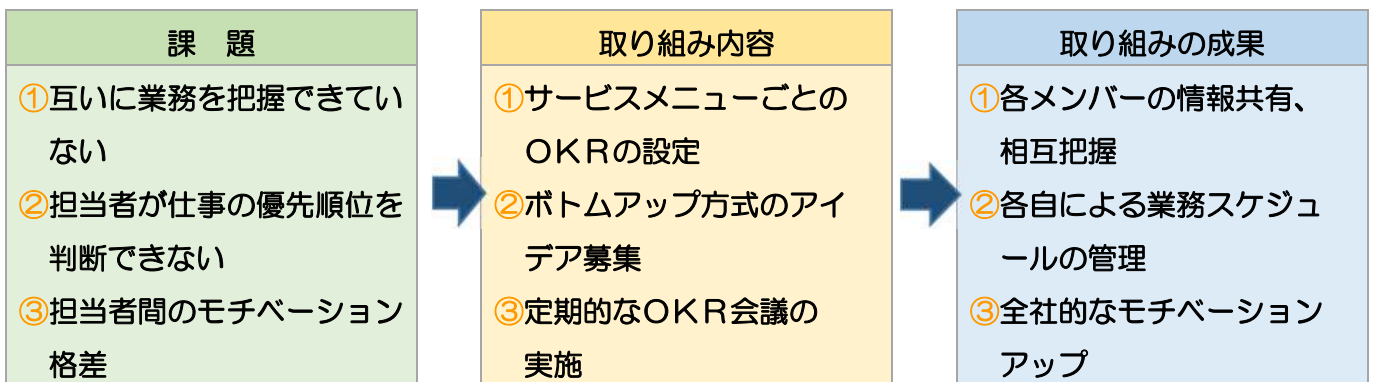 課　題
①互いに業務を把握できてい
ない
②担当者が仕事の優先順位を
判断できない
③担当者間のモチベーション
格差
取り組み内容
①サービスメニューごとの
ＯＫＲの設定
②ボトムアップ方式のアイ
デア募集
③定期的なＯＫＲ会議の
実施
取り組みの成果
①各メンバーの情報共有、
相互把握
②各自による業務スケジュ
ールの管理
③全社的なモチベーション
アップ